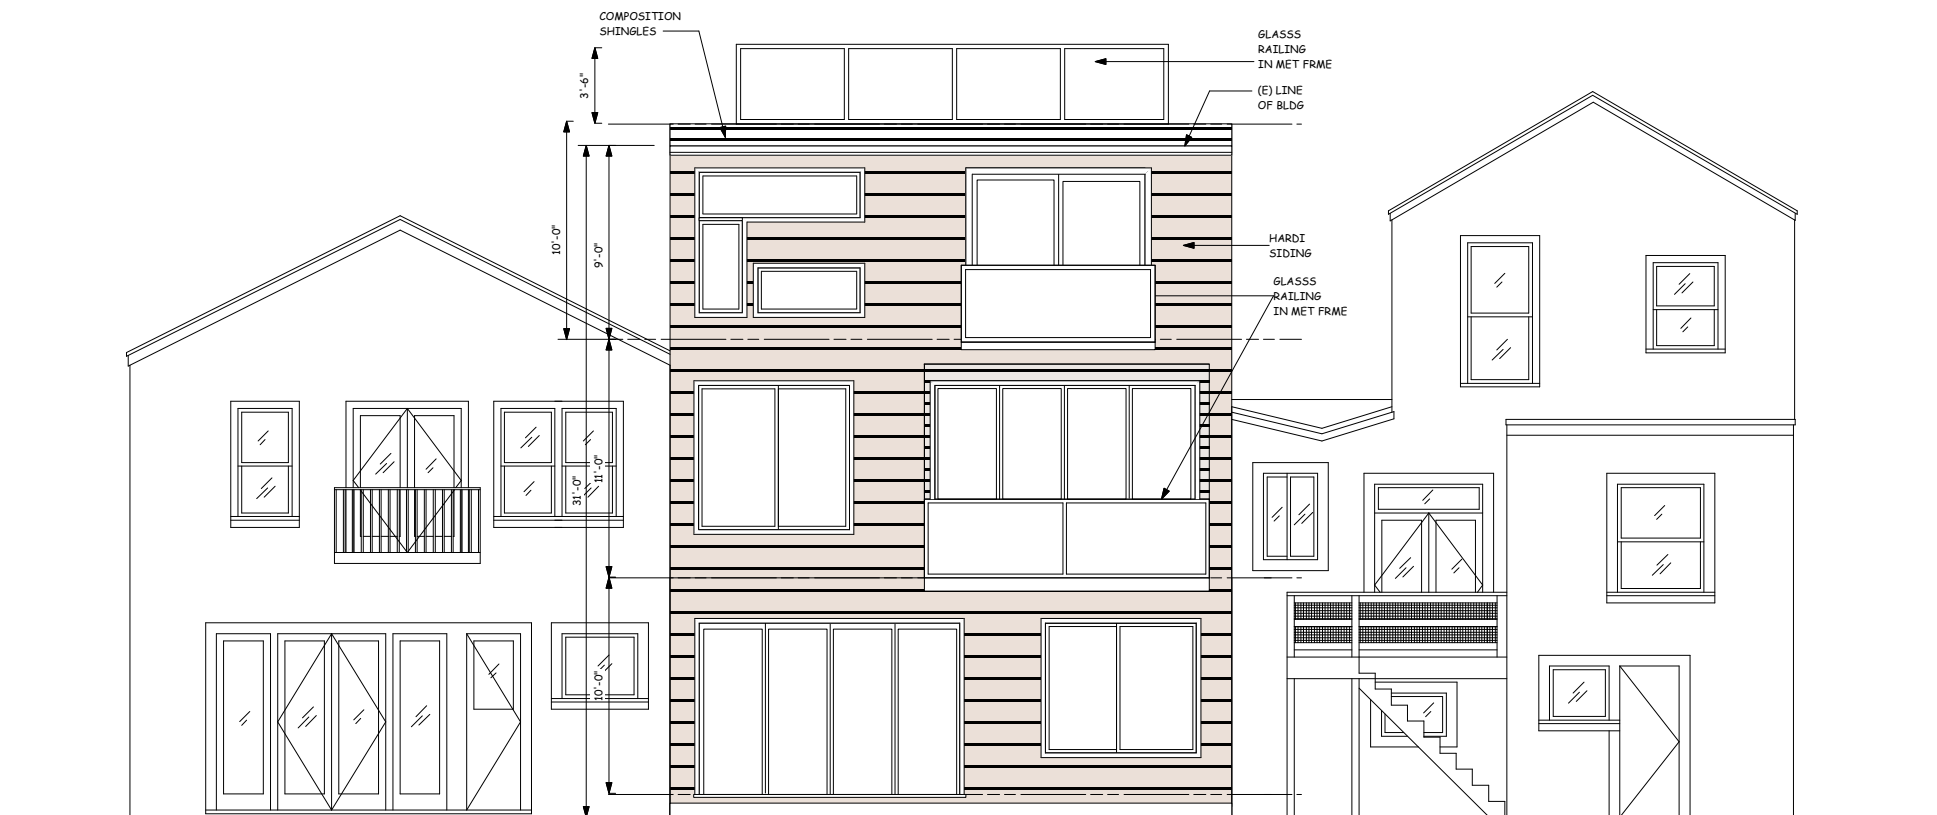 COMPOSITION
SHINGLES
GLASSS
RAILING
IN MET FRME
(E) LINE
OF BLDG
3'-6"
10'-0"
9'-0"
HARDI
SIDING
GLASSS
RAILING
IN MET FRME
11'-0"
31'-0"
10'-0"